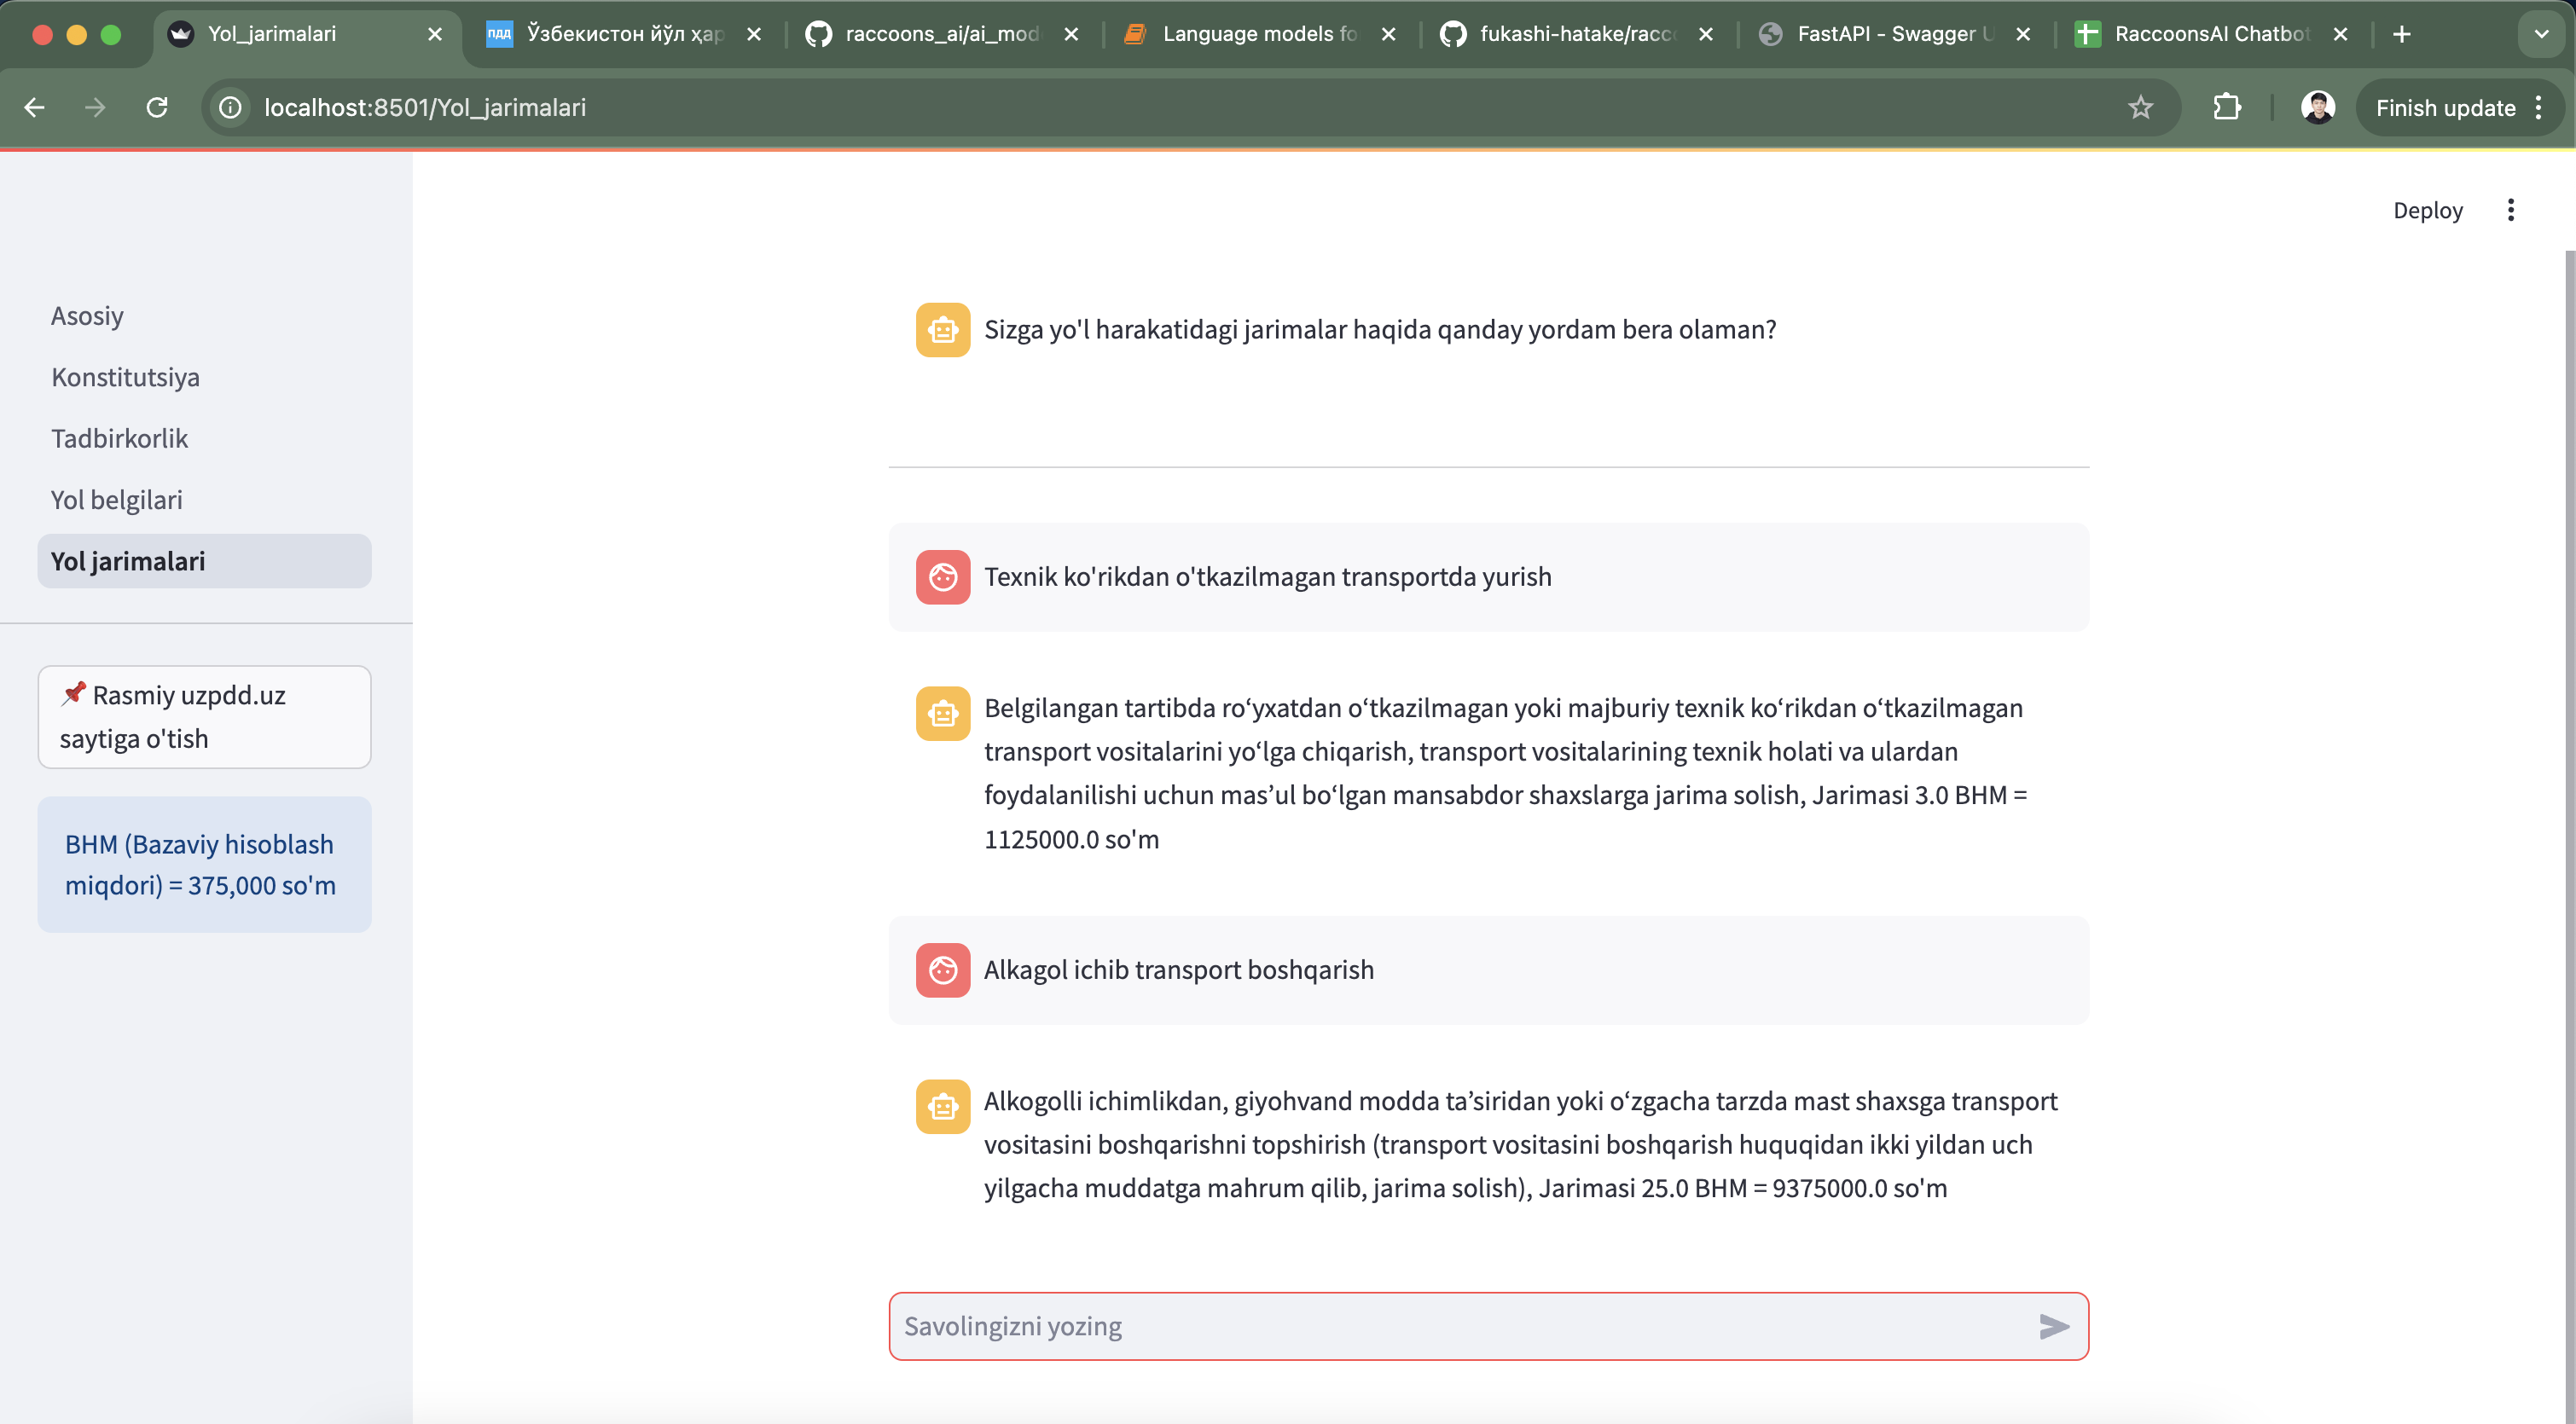 Yol_jarimalari
Ўзбекистон йўл ҳар
raccoons_ai/ai_mod
Language models fo
fukashi-hatake/racc
FastAPI - Swagger U
RaccoonsAI Chatbot
localhost:8501/Yol_jarimalari
Finish update
Deploy
Asosiy
Konstitutsiya
Tadbirkorlik
Yol belgilari
Yol jarimalari
Rasmiy uzpdd.uz
saytiga o'tish
BHM (Bazaviy hisoblash
miqdori) = 375,000 so'm
Sizga yo'l harakatidagi jarimalar haqida qanday yordam bera olaman?
Texnik ko'rikdan o'tkazilmagan transportda yurish
Belgilangan tartibda ro‘yxatdan o‘tkazilmagan yoki majburiy texnik ko‘rikdan o‘tkazilmagan
transport vositalarini yo‘lga chiqarish, transport vositalarining texnik holati va ulardan
foydalanilishi uchun mas’ul bo‘lgan mansabdor shaxslarga jarima solish, Jarimasi 3.0 BHM =
1125000.0 so'm
Alkagol ichib transport boshqarish
Alkogolli ichimlikdan, giyohvand modda ta’siridan yoki o‘zgacha tarzda mast shaxsga transport
vositasini boshqarishni topshirish (transport vositasini boshqarish huquqidan ikki yildan uch
yilgacha muddatga mahrum qilib, jarima solish), Jarimasi 25.0 BHM = 9375000.0 so'm
Savolingizni yozing